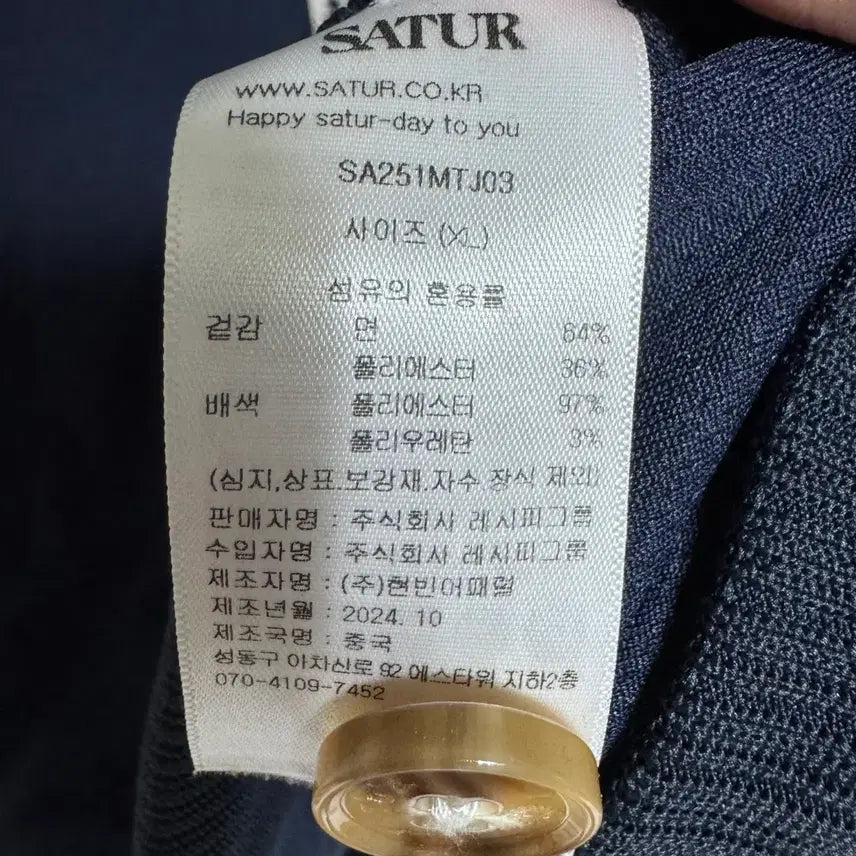 SATUR
WWW.SATUR.CO.KR
Happy satur-day to you
SA251MTJ03
사이즈 (XL)
섬유의 혼용률
겉감 면 64%
폴리에스터 36%
배색 폴리에스터 97%
폴리우레탄 3%
(심지,상표.보강재.자수 장식 제외)
판매자명 : 주식회사 레시피그룹
수입자명 : 주식회사 레시피그룹
제조자명 : (주)현빈어패럴
제조년월 : 2024. 10
제조국명 : 중국
성동구 아차산로 92 에스타워 지하2층
070-4109-7452